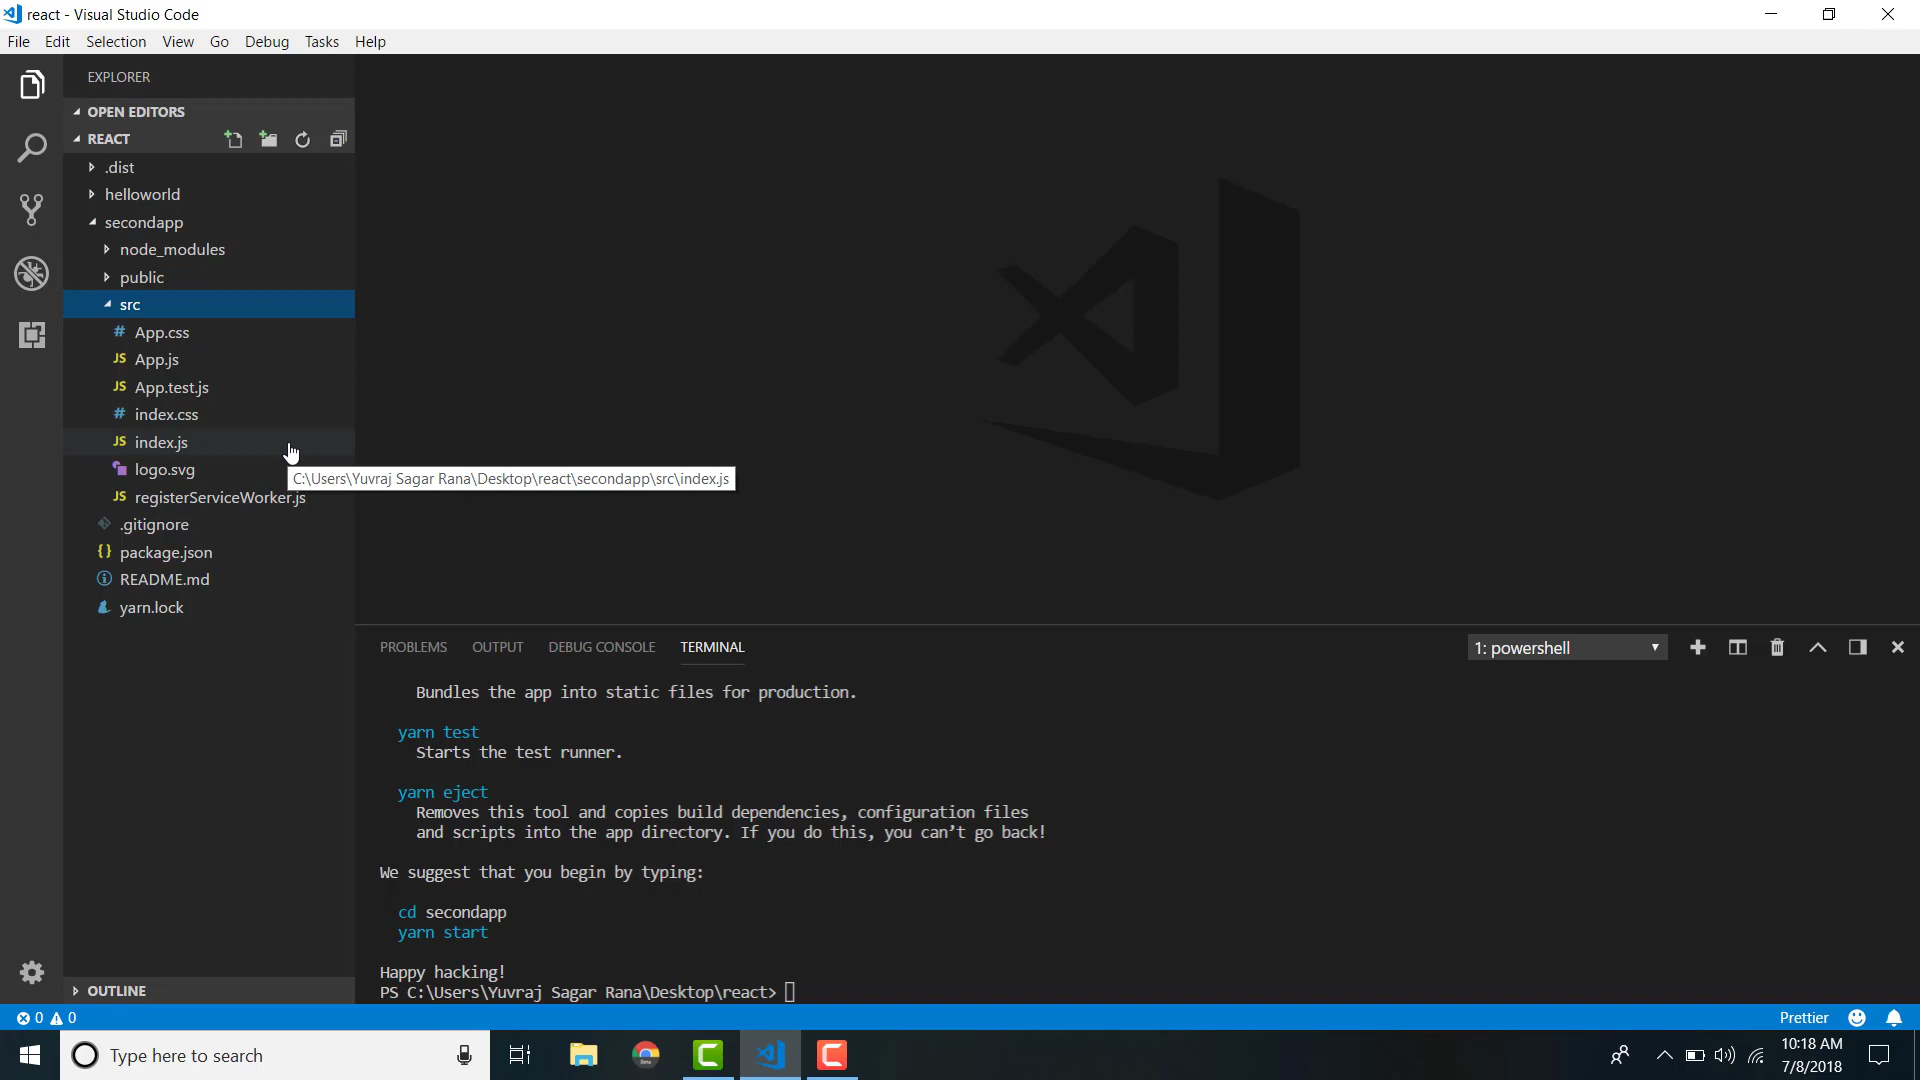 react - Visual Studio Code
File Edit Selection View Go Debug Tasks Help
EXPLORER
OPEN EDITORS
REACT
.dist
helloworld
secondapp
node_modules
public
src
# App.css
JS App.js
JS App.test.js
# index.css
JS index.js
logo.svg
C:\Users\Yuvraj Sagar Rana\Desktop\react\secondapp\src\index.js
JS registerServiceWorker.js
.gitignore
{} package.json
README.md
yarn.lock
OUTLINE
PROBLEMS OUTPUT DEBUG CONSOLE TERMINAL 1: powershell
Bundles the app into static files for production.
yarn test
Starts the test runner.
yarn eject
Removes this tool and copies build dependencies, configuration files
and scripts into the app directory. If you do this, you can’t go back!
We suggest that you begin by typing:
cd secondapp
yarn start
Happy hacking!
PS C:\Users\Yuvraj Sagar Rana\Desktop\react>
0 0 Prettier
Type here to search
10:18 AM
7/8/2018